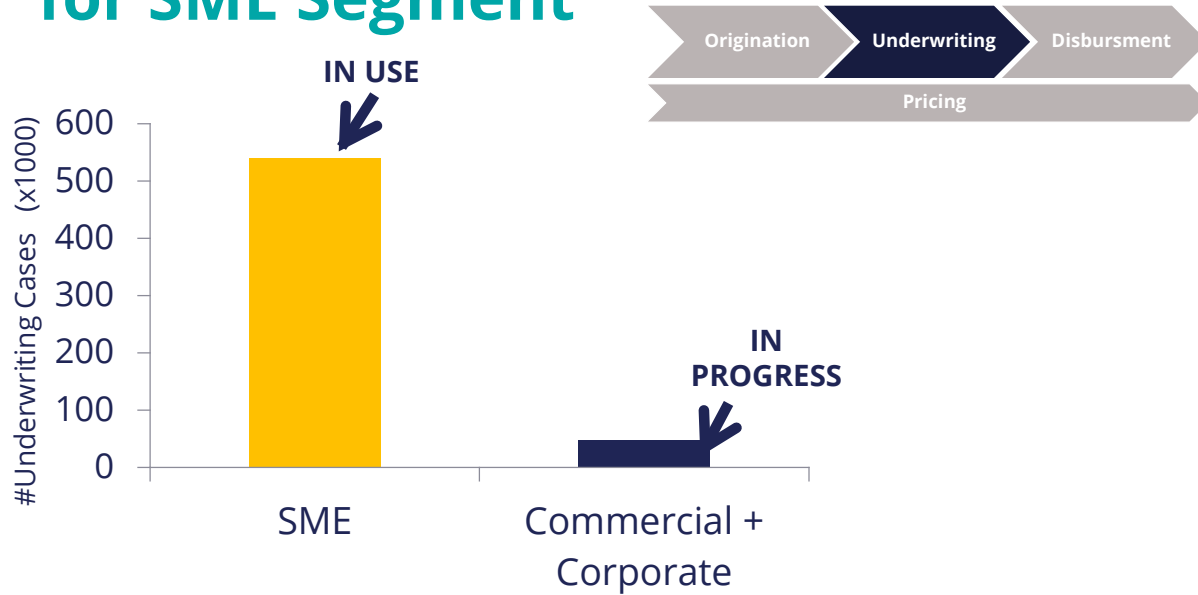 for SME Segment
Origination
Underwriting
Disbursment
Pricing
IN USE
#Underwriting Cases (x1000)
600
500
400
300
200
100
0
IN
PROGRESS
SME
Commercial +
Corporate